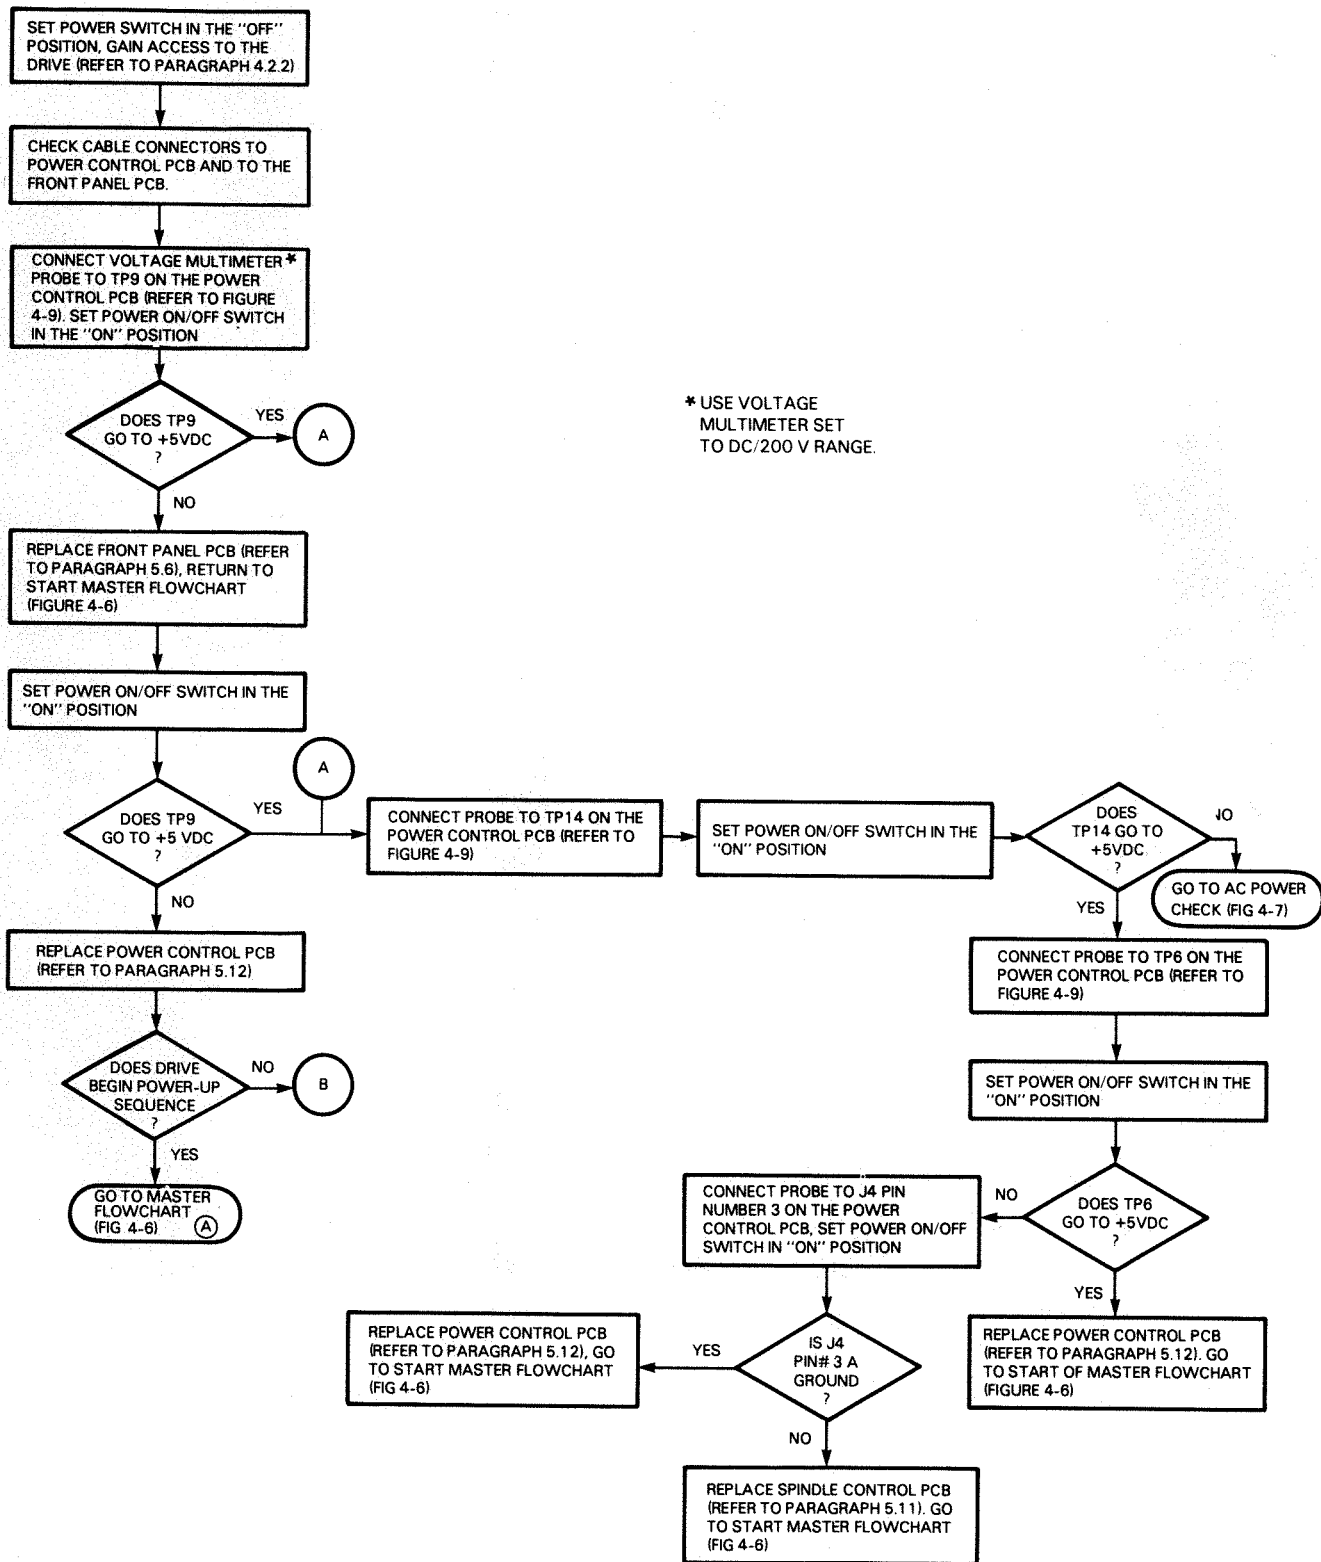 SET POWER SWITCH IN THE "OFF"
POSITION, GAIN ACCESS TO THE
DRIVE (REFER TO PARAGRAPH 4.2.2)
CHECK CABLE CONNECTORS TO
POWER CONTROL PCB AND TO THE
FRONT PANEL PCB.
CONNECT VOLTAGE MULTIMETER *
PROBE TO TP9 ON THE POWER
CONTROL PCB (REFER TO FIGURE
4-9). SET POWER ON/OFF SWITCH
IN THE "ON" POSITION
DOES TP9
GO TO +5VDC
?
YES
A
NO
* USE VOLTAGE
MULTIMETER SET
TO DC/200 V RANGE.
REPLACE FRONT PANEL PCB (REFER
TO PARAGRAPH 5.6), RETURN TO
START MASTER FLOWCHART
(FIGURE 4-6)
SET POWER ON/OFF SWITCH IN THE
"ON" POSITION
DOES TP9
GO TO +5 VDC
?
YES
A
NO
CONNECT PROBE TO TP14 ON THE
POWER CONTROL PCB (REFER TO
FIGURE 4-9)
SET POWER ON/OFF SWITCH IN THE
"ON" POSITION
DOES
TP14 GO TO
+5VDC
?
NO
GO TO AC POWER
CHECK (FIG 4-7)
YES
REPLACE POWER CONTROL PCB
(REFER TO PARAGRAPH 5.12)
DOES DRIVE
BEGIN POWER-UP
SEQUENCE
?
NO
B
YES
GO TO MASTER
FLOWCHART
(FIG 4-6) A
CONNECT PROBE TO TP6 ON THE
POWER CONTROL PCB (REFER TO
FIGURE 4-9)
SET POWER ON/OFF SWITCH IN THE
"ON" POSITION
DOES TP6
GO TO +5VDC
?
NO
YES
CONNECT PROBE TO J4 PIN
NUMBER 3 ON THE POWER
CONTROL PCB, SET POWER ON/OFF
SWITCH IN "ON" POSITION
IS J4
PIN# 3 A
GROUND
?
YES
REPLACE POWER CONTROL PCB
(REFER TO PARAGRAPH 5.12), GO
TO START MASTER FLOWCHART
(FIG 4-6)
REPLACE POWER CONTROL PCB
(REFER TO PARAGRAPH 5.12). GO
TO START OF MASTER FLOWCHART
(FIGURE 4-6)
NO
REPLACE SPINDLE CONTROL PCB
(REFER TO PARAGRAPH 5.11). GO
TO START MASTER FLOWCHART
(FIG 4-6)